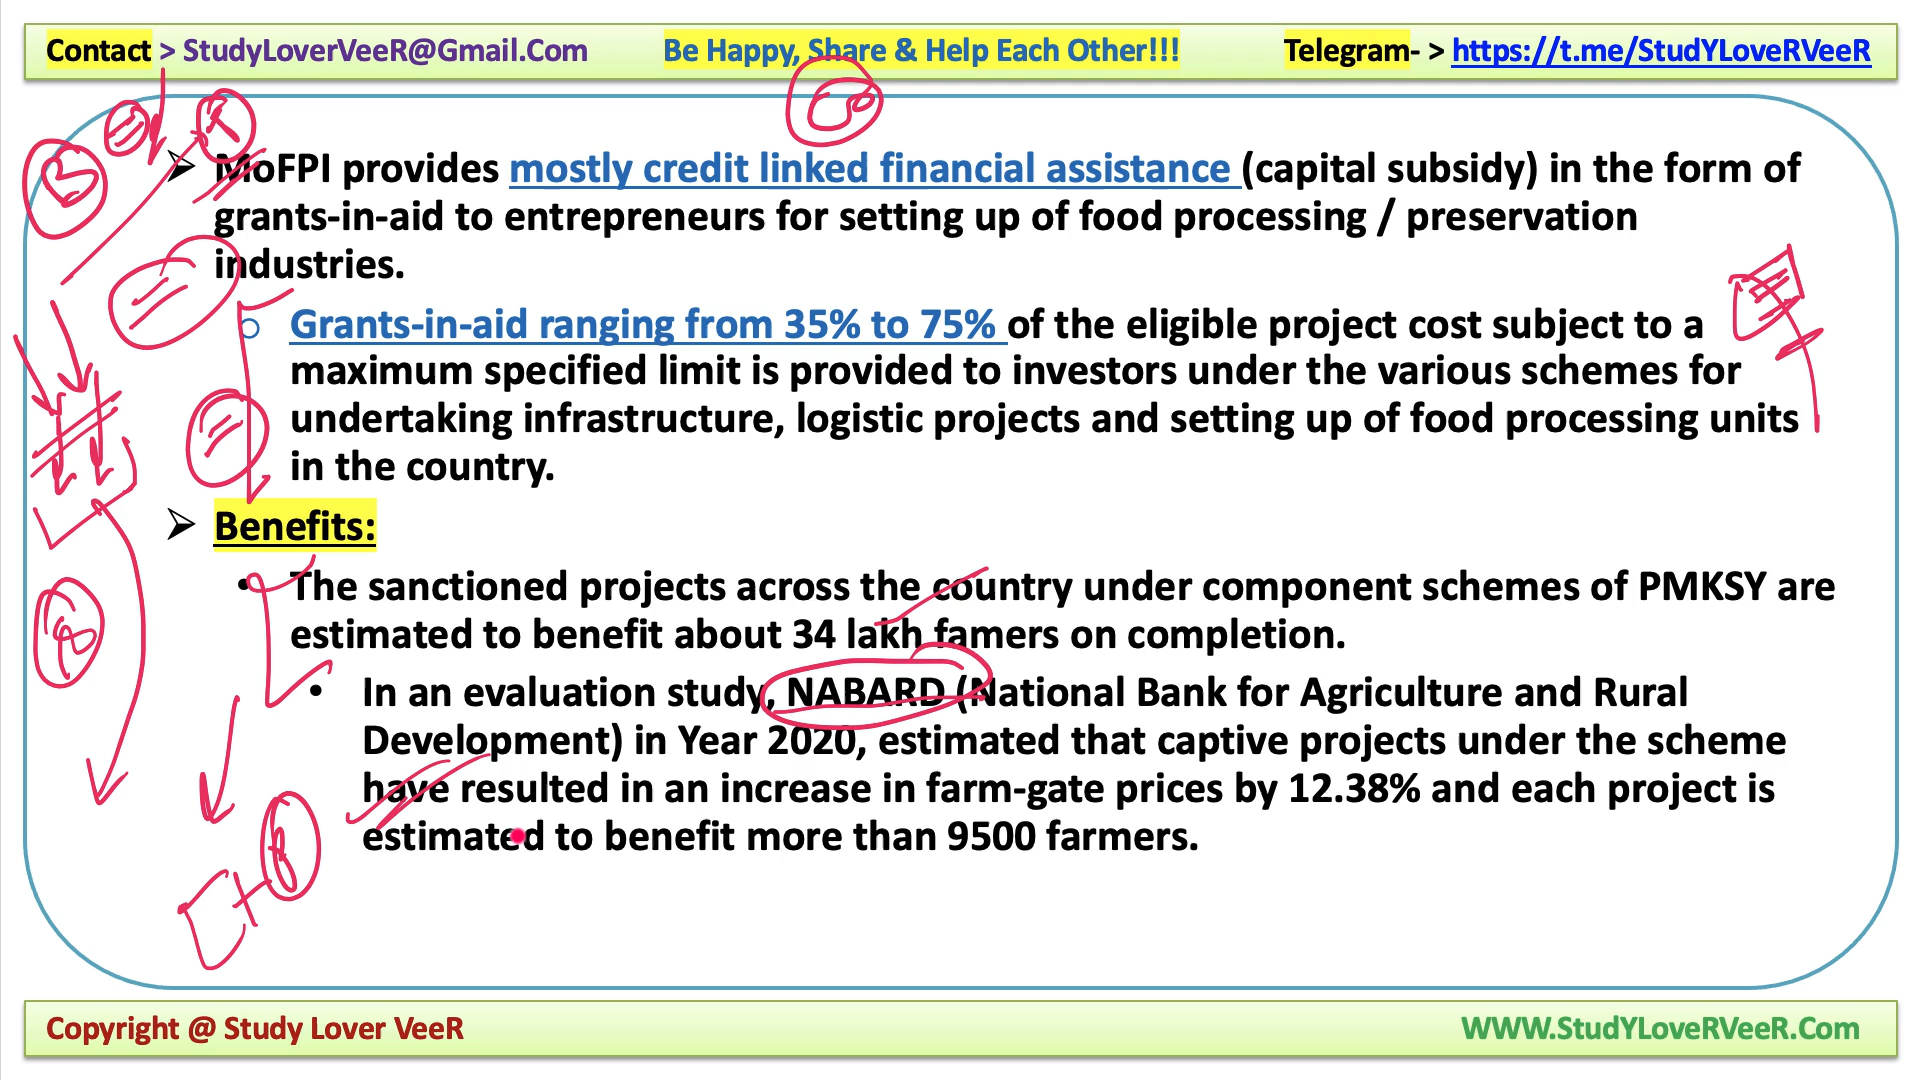 Contact > StudyLoverVeeR@Gmail.Com Be Happy, Share & Help Each Other!!! Telegram- > https://t.me/StudYLoveRVeeR
➢ MoFPI provides mostly credit linked financial assistance (capital subsidy) in the form of
grants-in-aid to entrepreneurs for setting up of food processing / preservation
industries.
○ Grants-in-aid ranging from 35% to 75% of the eligible project cost subject to a
maximum specified limit is provided to investors under the various schemes for
undertaking infrastructure, logistic projects and setting up of food processing units
in the country.
➢ Benefits:
• The sanctioned projects across the country under component schemes of PMKSY are
estimated to benefit about 34 lakh famers on completion.
• In an evaluation study, NABARD (National Bank for Agriculture and Rural
Development) in Year 2020, estimated that captive projects under the scheme
have resulted in an increase in farm-gate prices by 12.38% and each project is
estimated to benefit more than 9500 farmers.
Copyright @ Study Lover VeeR WWW.StudYLoveRVeeR.Com